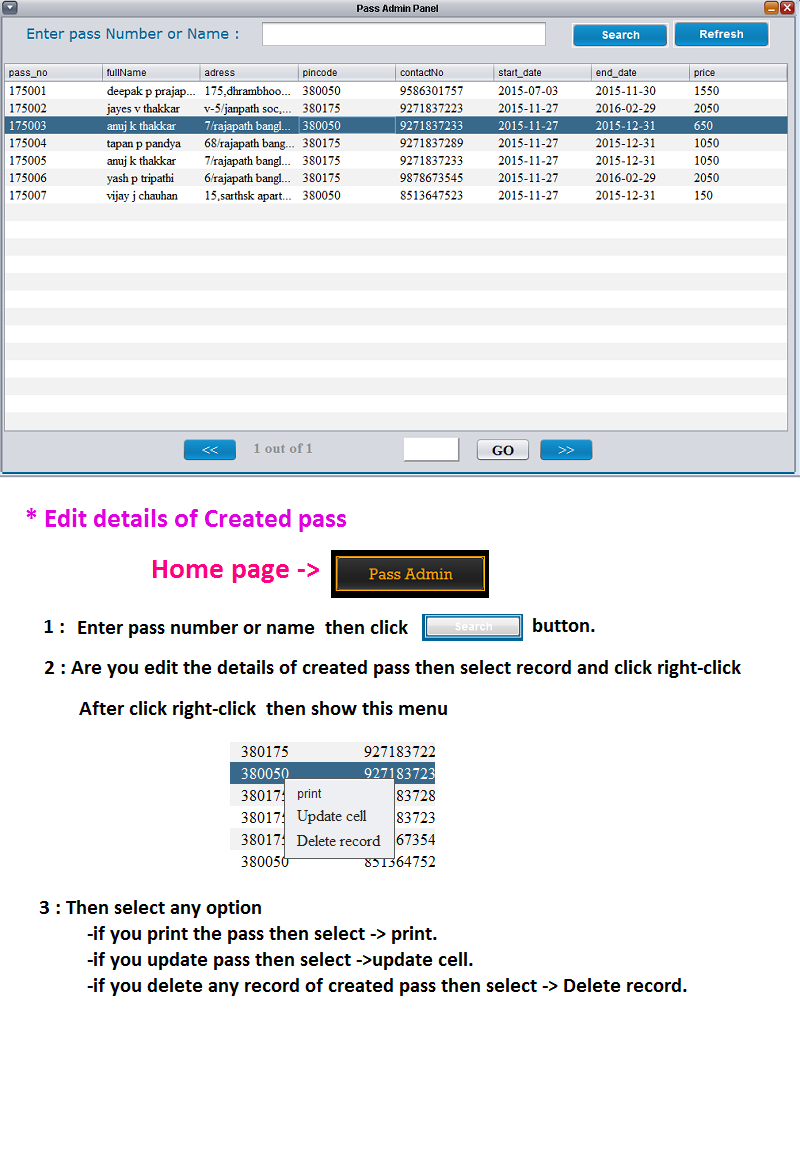 Pass Admin Panel
Enter pass Number or Name : Search Refresh
pass_no fullName adress pincode contactNo start_date end_date price
175001 deepak p prajap... 175,dhrambhoo... 380050 9586301757 2015-07-03 2015-11-30 1550
175002 jayes v thakkar v-5/janpath soc,... 380175 9271837223 2015-11-27 2016-02-29 2050
175003 anuj k thakkar 7/rajapath bangl... 380050 9271837233 2015-11-27 2015-12-31 650
175004 tapan p pandya 68/rajapath bang... 380175 9271837289 2015-11-27 2015-12-31 1050
175005 anuj k thakkar 7/rajapath bangl... 380175 9271837233 2015-11-27 2015-12-31 1050
175006 yash p tripathi 6/rajapath bangl... 380175 9878673545 2015-11-27 2016-02-29 2050
175007 vijay j chauhan 15,sarthsk apart... 380050 8513647523 2015-11-27 2015-12-31 150
<< 1 out of 1 GO >>
* Edit details of Created pass
Home page -> Pass Admin
1 : Enter pass number or name then click Search button.
2 : Are you edit the details of created pass then select record and click right-click
After click right-click then show this menu
380175 927183722
380050 927183723
38017 83728
print
38017 83723
Update cell
38017 67354
Delete record
380050 851364752
3 : Then select any option
-if you print the pass then select -> print.
-if you update pass then select ->update cell.
-if you delete any record of created pass then select -> Delete record.